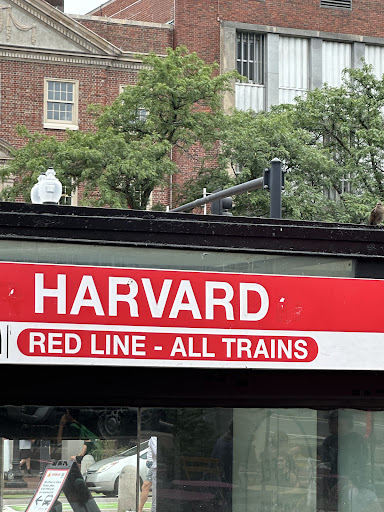 HARVARD
RED LINE - ALL TRAINS